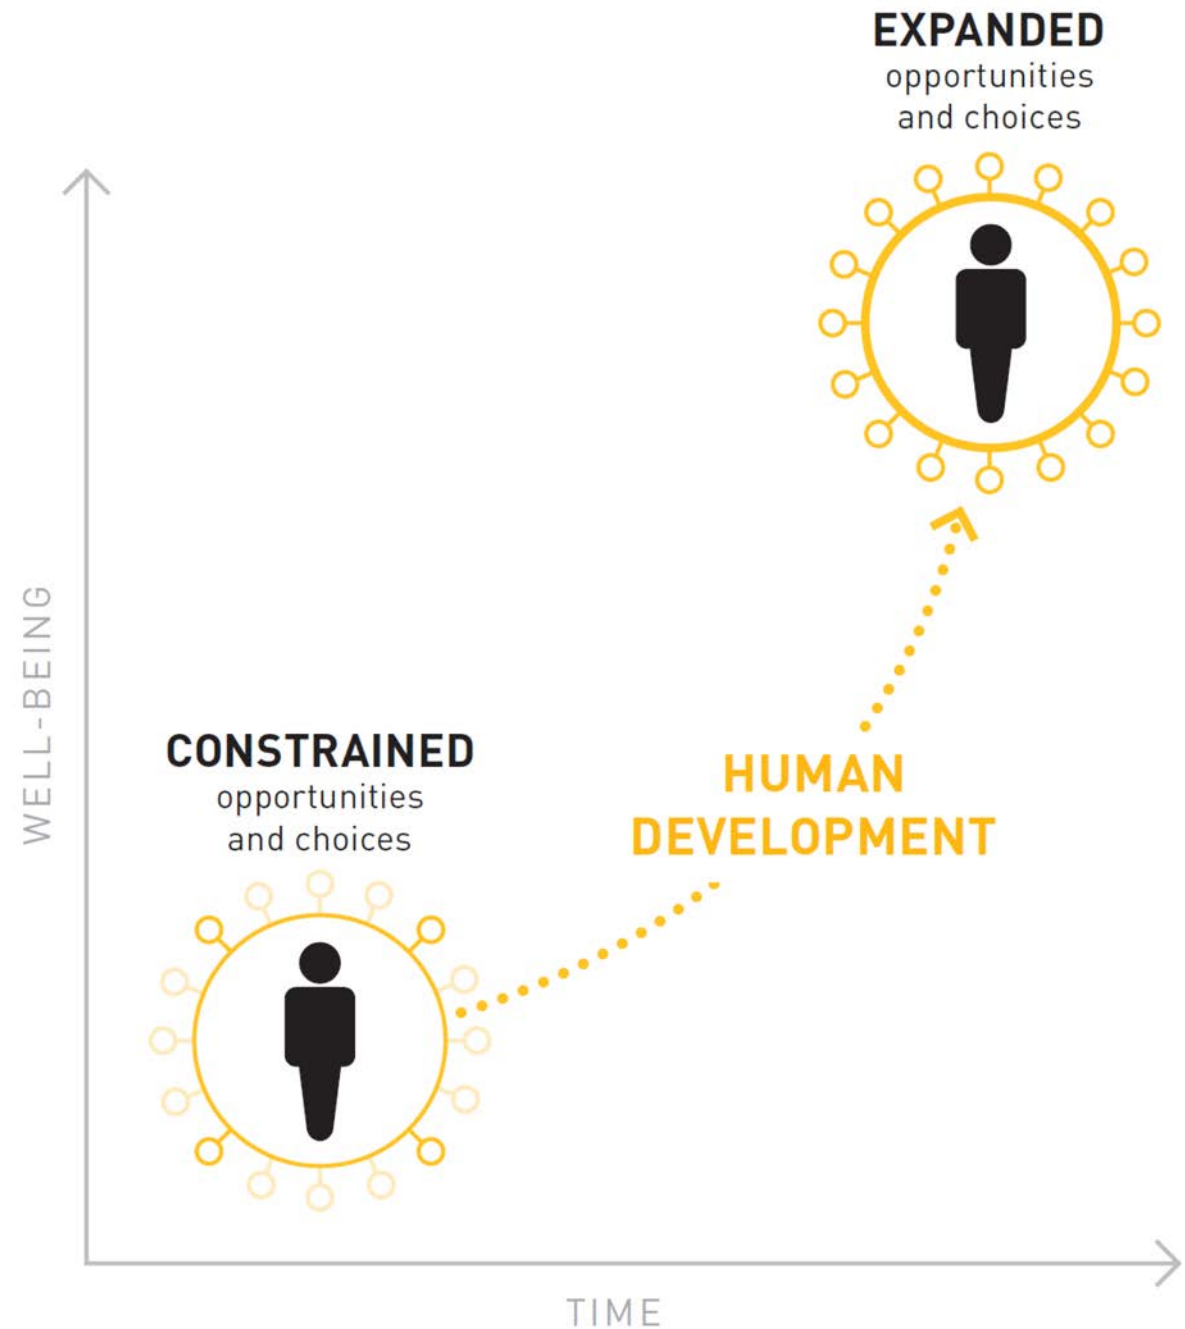 EXPANDED
opportunities
and choices
WELL-BEING
CONSTRAINED
opportunities
and choices
HUMAN
DEVELOPMENT
TIME